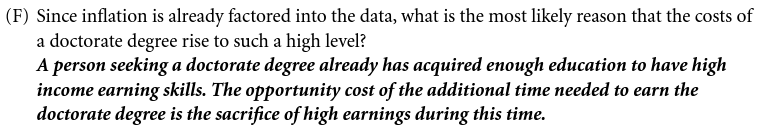 (F) Since inflation is already factored into the data, what is the most likely reason that the costs of
a doctorate degree rise to such a high level?
A person seeking a doctorate degree already has acquired enough education to have high
income earning skills. The opportunity cost of the additional time needed to earn the
doctorate degree is the sacrifice of high earnings during this time.